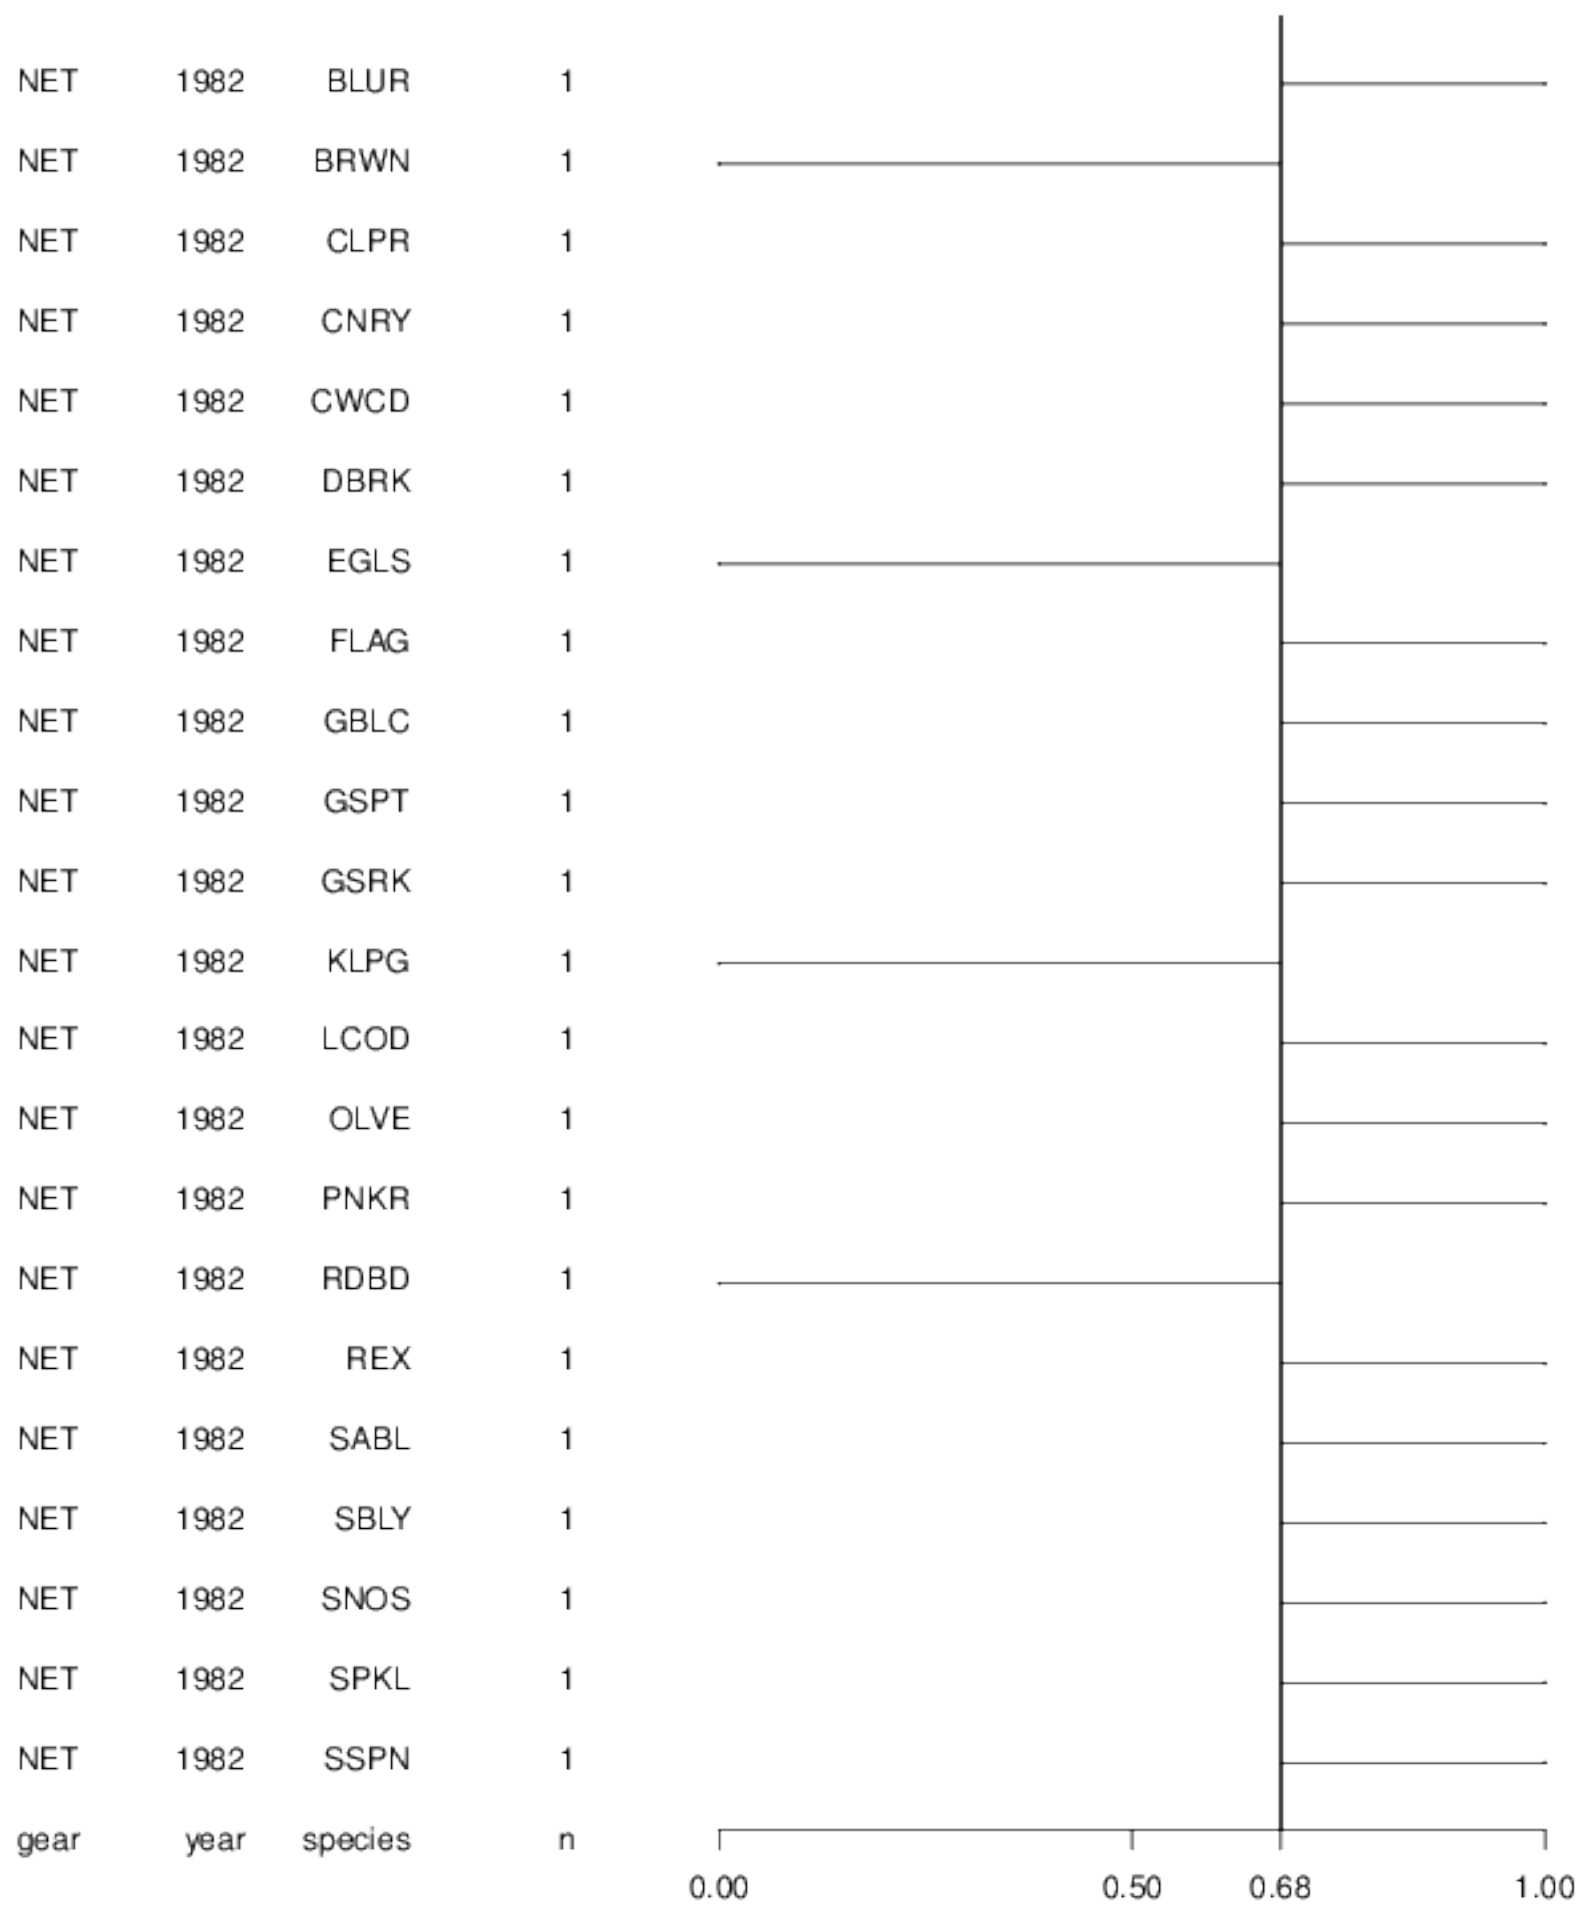 NET 1982 BLUR 1
NET 1982 BRWN 1
NET 1982 CLPR 1
NET 1982 CNRY 1
NET 1982 CWCD 1
NET 1982 DBRK 1
NET 1982 EGLS 1
NET 1982 FLAG 1
NET 1982 GBLC 1
NET 1982 GSPT 1
NET 1982 GSRK 1
NET 1982 KLPG 1
NET 1982 LCOD 1
NET 1982 OLVE 1
NET 1982 PNKR 1
NET 1982 RDBD 1
NET 1982 REX 1
NET 1982 SABL 1
NET 1982 SBLY 1
NET 1982 SNOS 1
NET 1982 SPKL 1
NET 1982 SSPN 1
gear year species n
0.00 0.50 0.68 1.00